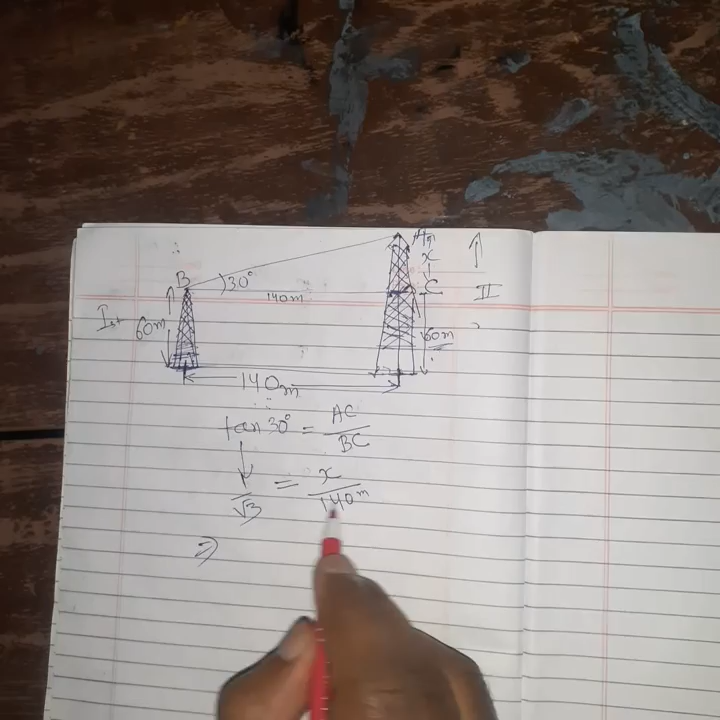 A
x
B
30°
140m
C
II
Ist
60m
60m
140m
tan 30° = AC/BC
1/√3 = x/140m
⇒